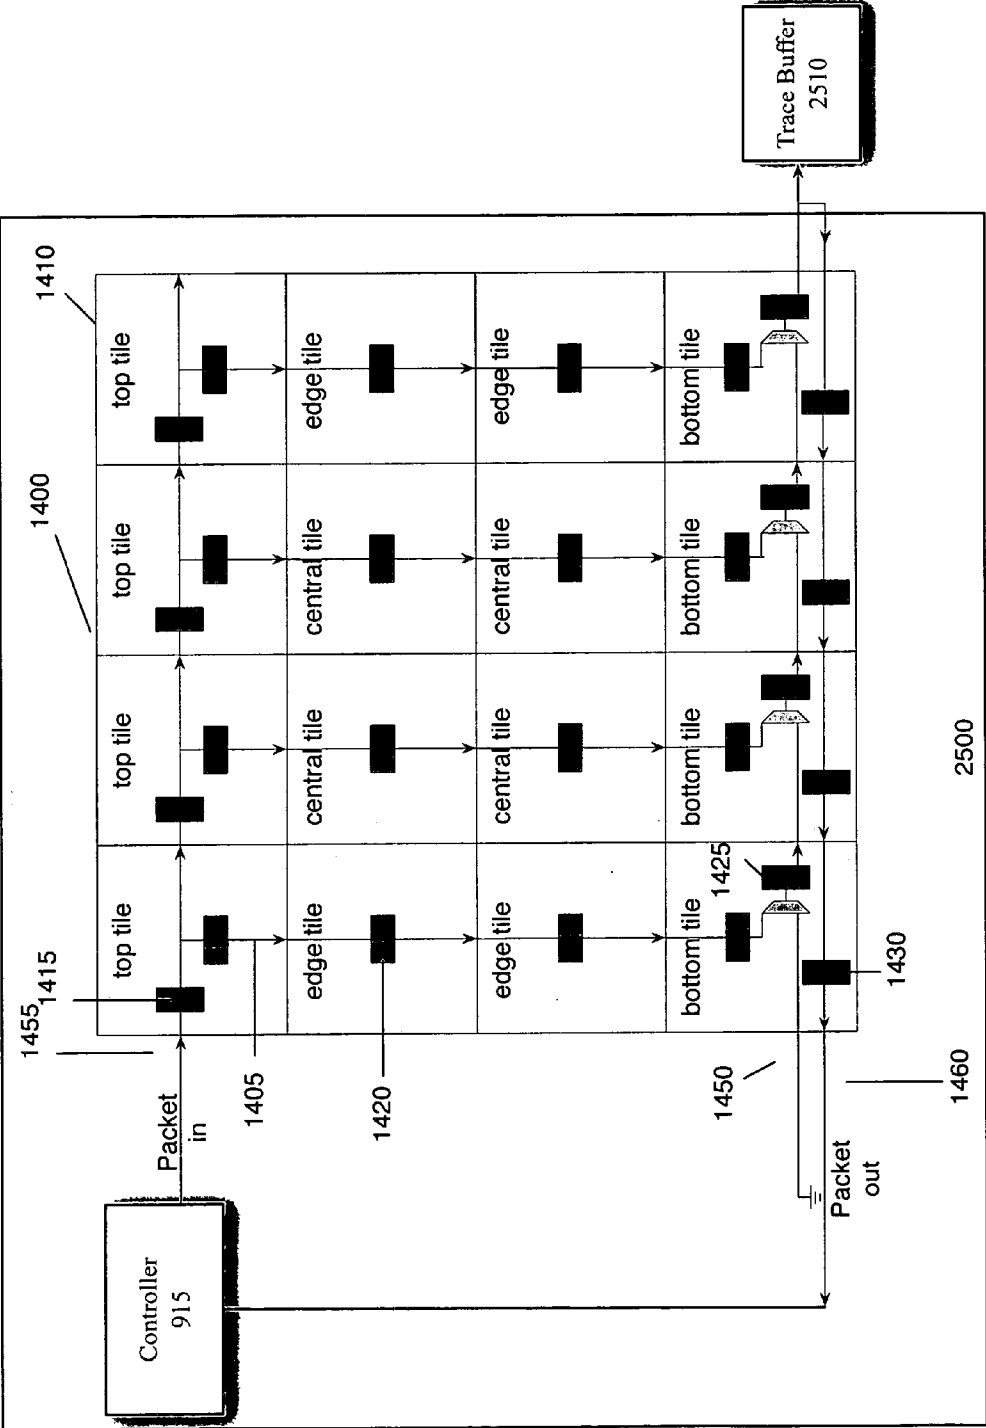 1455
1415
1400
1410
top tile
top tile
top tile
top tile
Controller
915
Packet
in
1405
edge tile
central tile
central tile
edge tile
1420
edge tile
central tile
central tile
edge tile
bottom tile
bottom tile
bottom tile
bottom tile
1450
1425
Trace Buffer
2510
Packet
out
1430
1460
2500